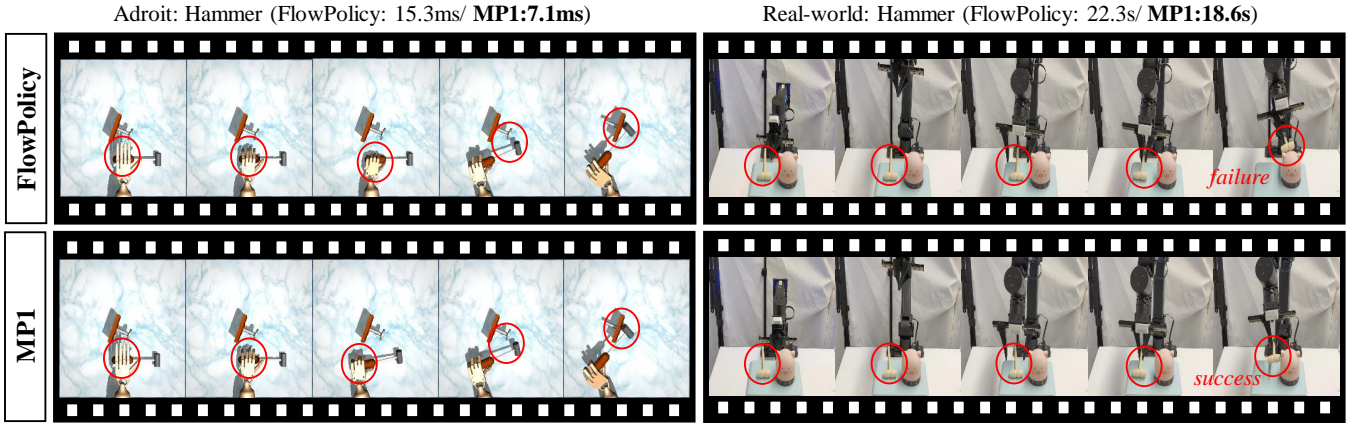 Adroit: Hammer (FlowPolicy: 15.3ms/ MP1:7.1ms)
Real-world: Hammer (FlowPolicy: 22.3s/ MP1:18.6s)
FlowPolicy
failure
MP1
success